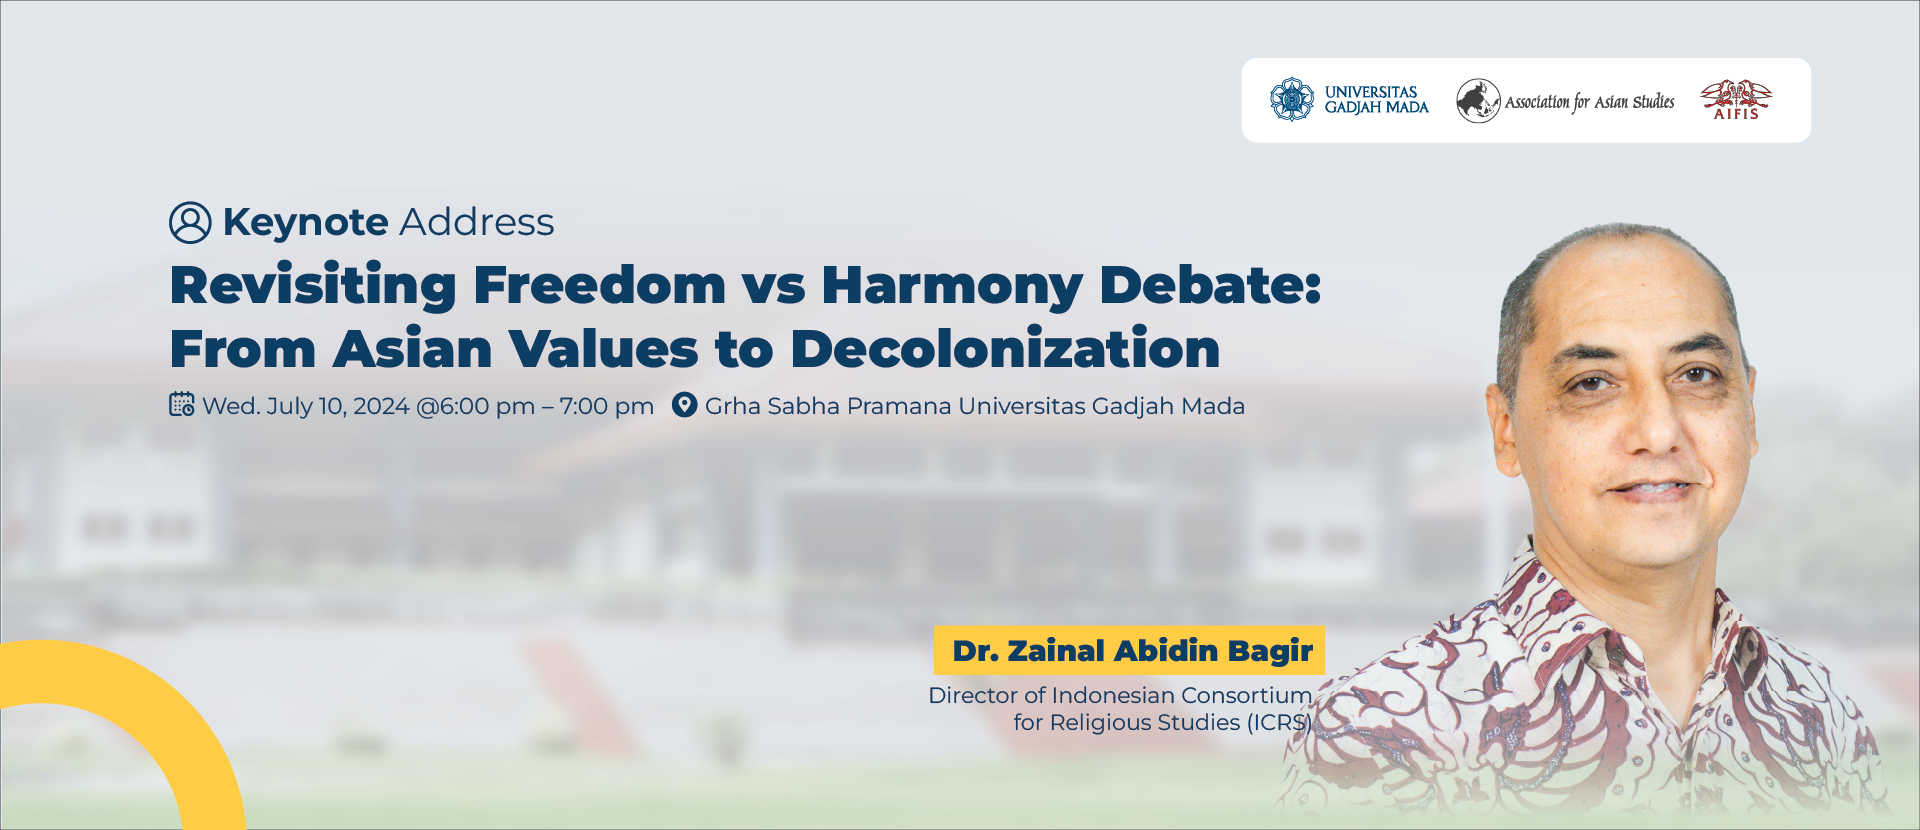 UNIVERSITAS
GADJAH MADA
Association for Asian Studies
AIFIS
Keynote Address
Revisiting Freedom vs Harmony Debate:
From Asian Values to Decolonization
Wed. July 10, 2024 @6:00 pm – 7:00 pm
Grha Sabha Pramana Universitas Gadjah Mada
Dr. Zainal Abidin Bagir
Director of Indonesian Consortium
for Religious Studies (ICRS)